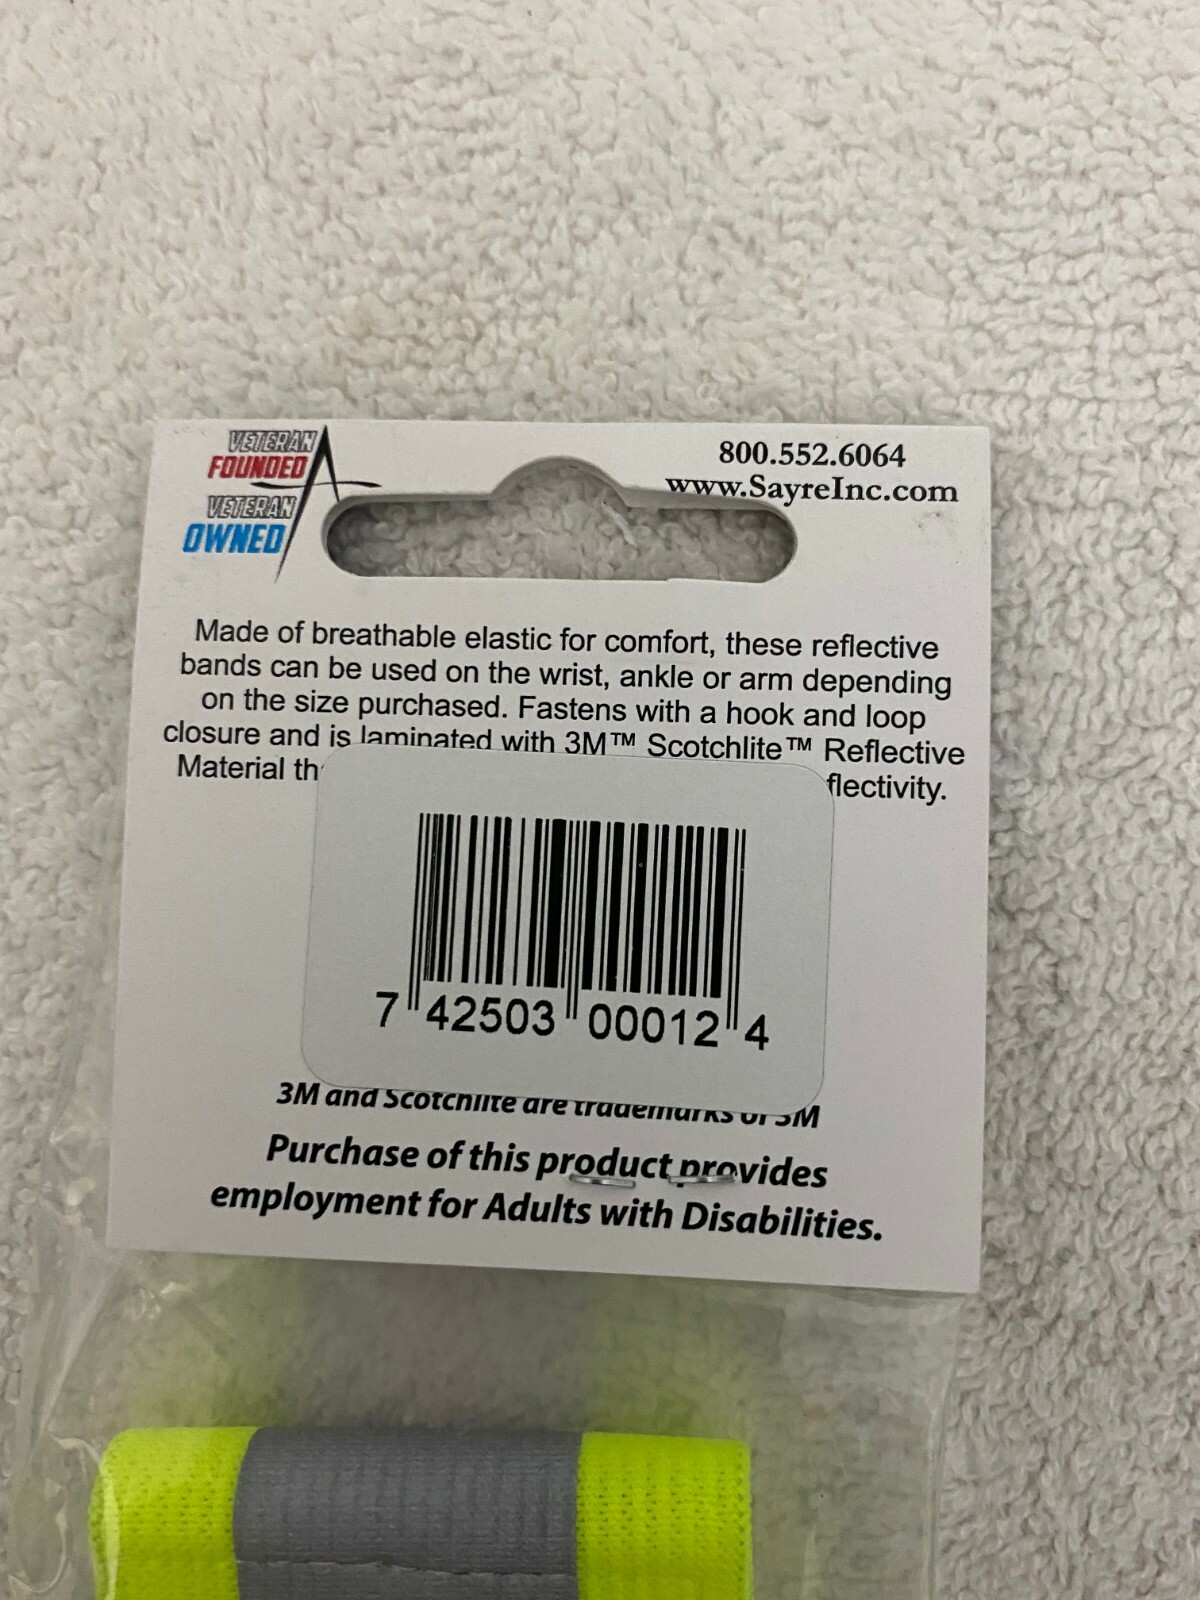 VETERAN
FOUNDED
VETERAN
OWNED
800.552.6064
www.SayreInc.com
Made of breathable elastic for comfort, these reflective
bands can be used on the wrist, ankle or arm depending
on the size purchased. Fastens with a hook and loop
closure and is laminated with 3M™ Scotchlite™ Reflective
Material
7 42503 00012 4
3M and Scotchlite are trademarks of 3M
Purchase of this product provides
employment for Adults with Disabilities.